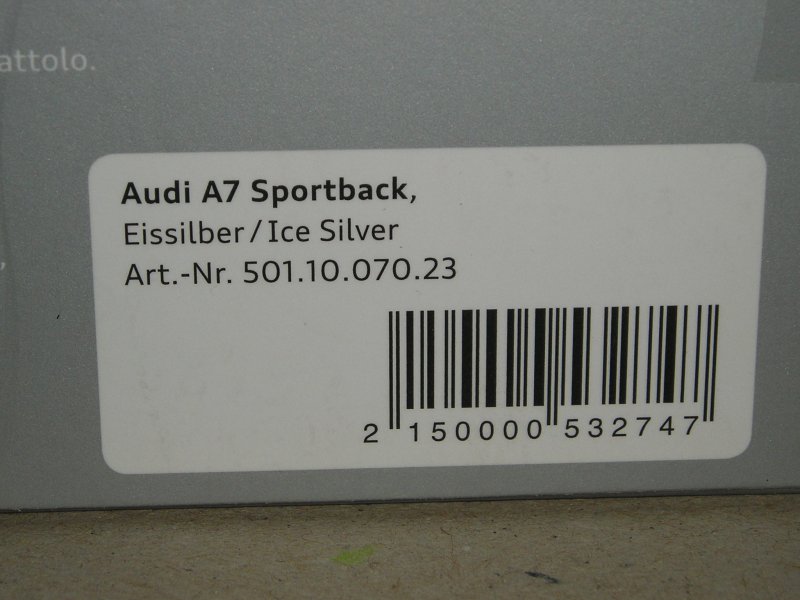 attolo.
Audi A7 Sportback,
Eissilber/Ice Silver
Art.-Nr. 501.10.070.23
2 150000 532747